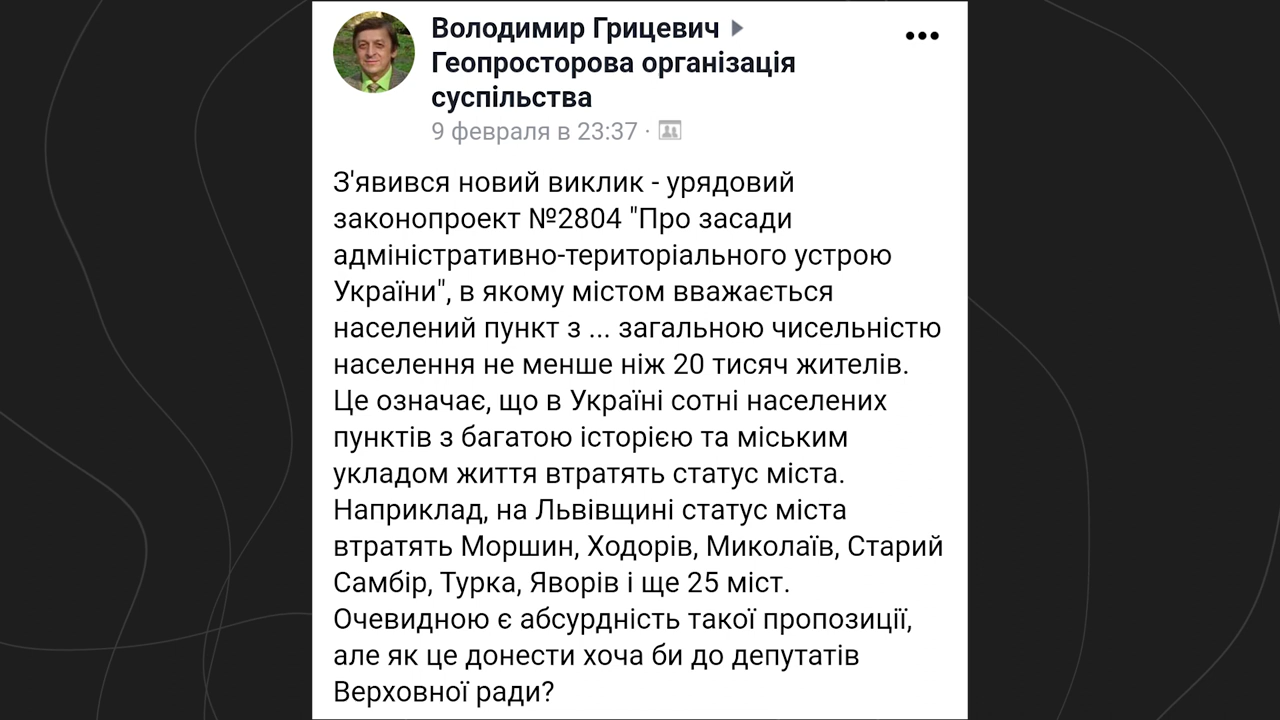 Володимир Грицевич
Геопросторова організація
суспільства
9 февраля в 23:37 ·
З'явився новий виклик - урядовий
законопроект №2804 "Про засади
адміністративно-територіального устрою
України", в якому містом вважається
населений пункт з ... загальною чисельністю
населення не менше ніж 20 тисяч жителів.
Це означає, що в Україні сотні населених
пунктів з багатою історією та міським
укладом життя втратять статус міста.
Наприклад, на Львівщині статус міста
втратять Моршин, Ходорів, Миколаїв, Старий
Самбір, Турка, Яворів і ще 25 міст.
Очевидною є абсурдність такої пропозиції,
але як це донести хоча би до депутатів
Верховної ради?